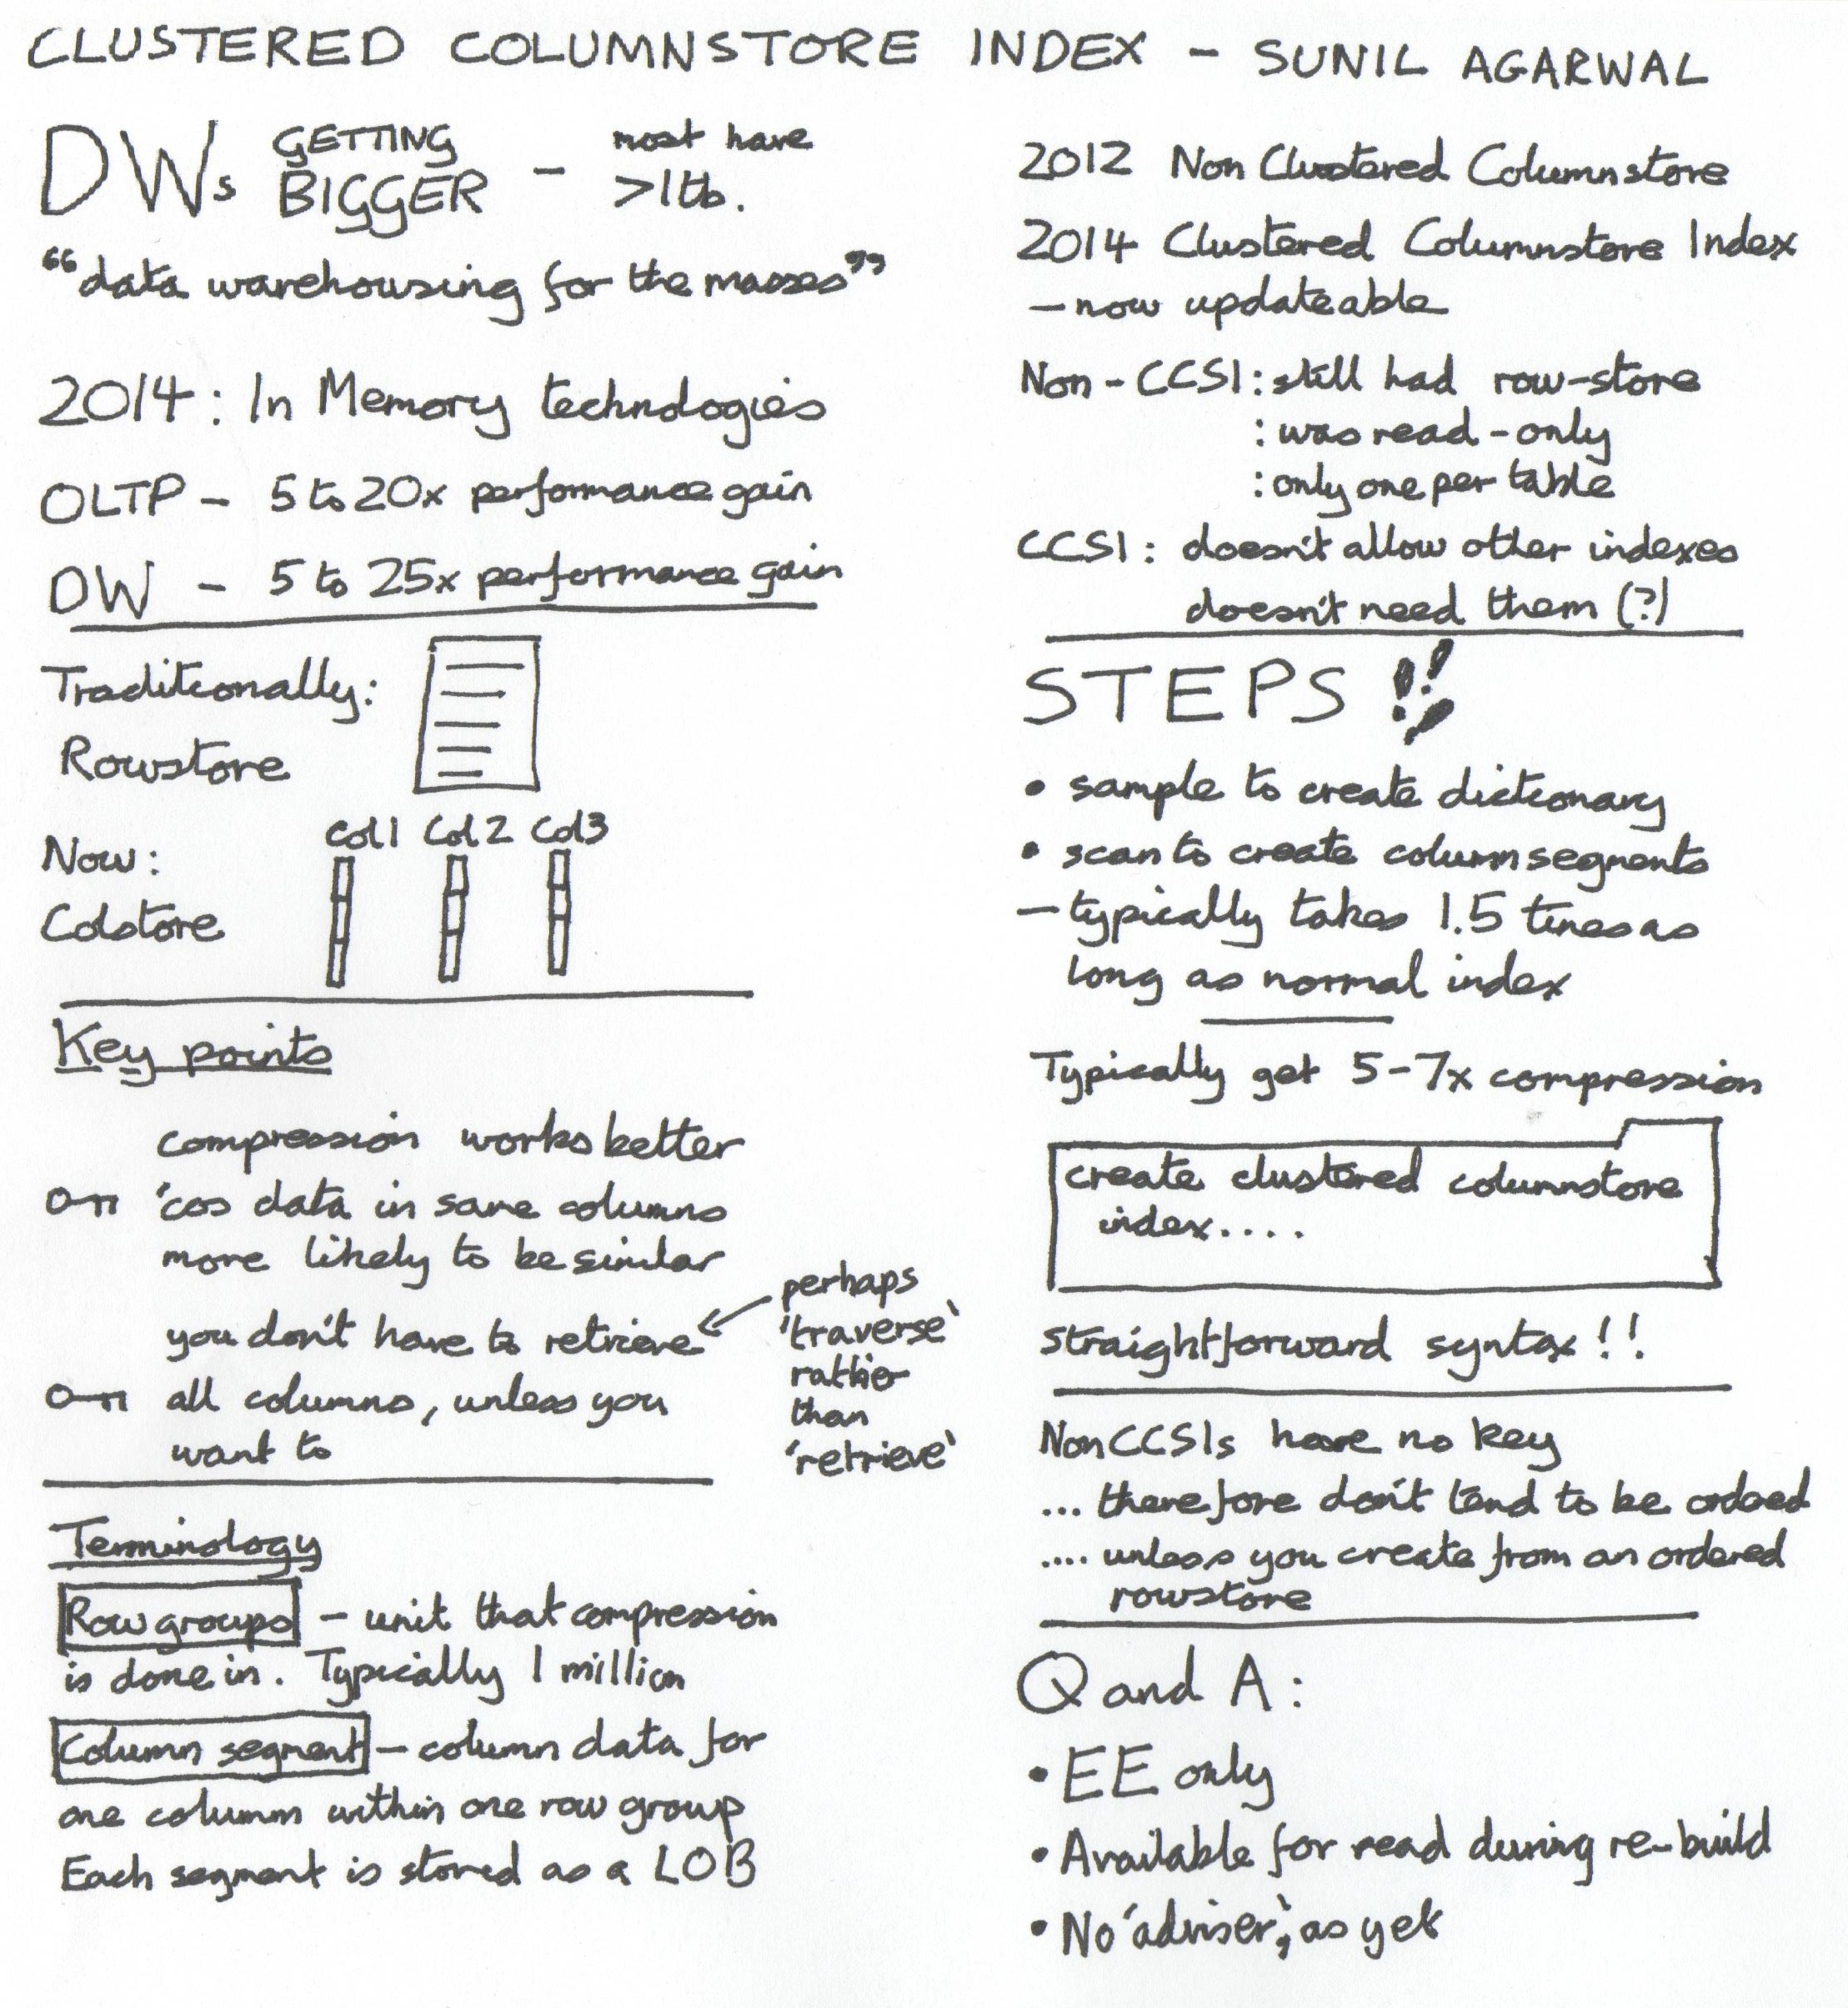 CLUSTERED COLUMNSTORE INDEX - SUNIL AGARWAL
DWs GETTING BIGGER - most have >1tb.
“data warehousing for the masses”
2014: In Memory technologies
OLTP - 5 to 20x performance gain
DW - 5 to 25x performance gain
Traditionally:
Rowstore
Col1 Col2 Col3
Now:
Colstore
Key points
compression works better
'cos data in same columns
more likely to be similar
you don't have to retrieve
all columns, unless you
want to
perhaps
'traverse'
rather
than
'retrieve'
Terminology
Row groups - unit that compression
is done in. Typically 1 million
Column segment - column data for
one column within one row group
Each segment is stored as a LOB
2012 Non Clustered Columnstore
2014 Clustered Columnstore Index
- now updateable
Non-CCSI: still had row-store
: was read-only
: only one per table
CCSI: doesn't allow other indexes
doesn't need them (?)
STEPS !!
• sample to create dictionary
• scan to create column segments
- typically takes 1.5 times as
long as normal index
Typically get 5-7x compression
create clustered columnstore
index....
straightforward syntax!!
NonCCSIs have no key
... therefore don't tend to be ordered
.... unless you create from an ordered
rowstore
Q and A:
• EE only
• Available for read during re-build
• No 'adviser', as yet